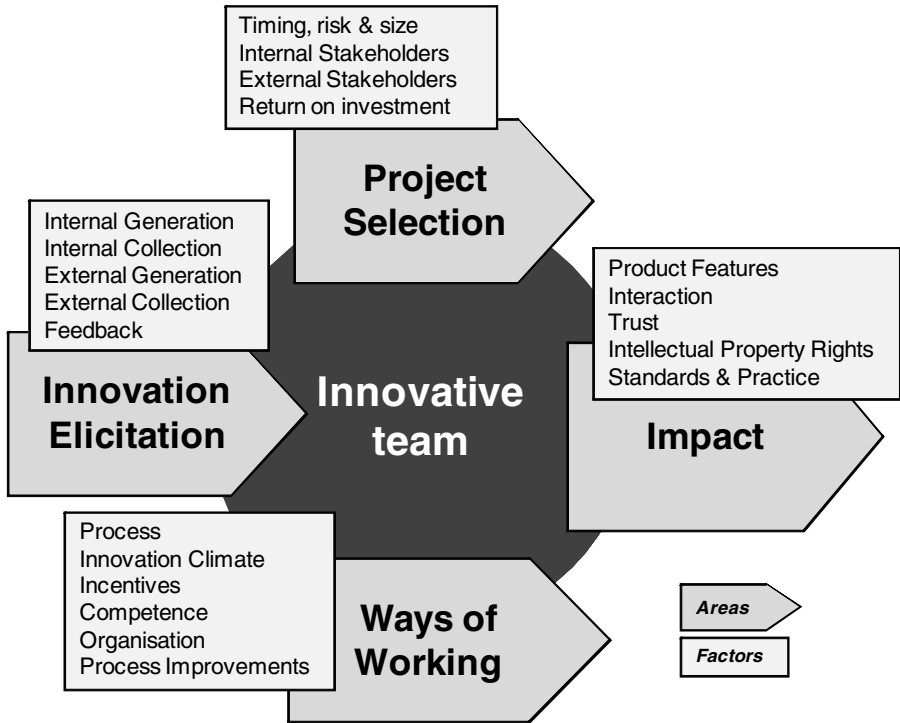 Timing, risk & size
Internal Stakeholders
External Stakeholders
Return on investment
Project
Selection
Internal Generation
Internal Collection
External Generation
External Collection
Feedback
Innovation
Elicitation
Innovative
team
Product Features
Interaction
Trust
Intellectual Property Rights
Standards & Practice
Impact
Process
Innovation Climate
Incentives
Competence
Organisation
Process Improvements
Ways of
Working
Areas
Factors